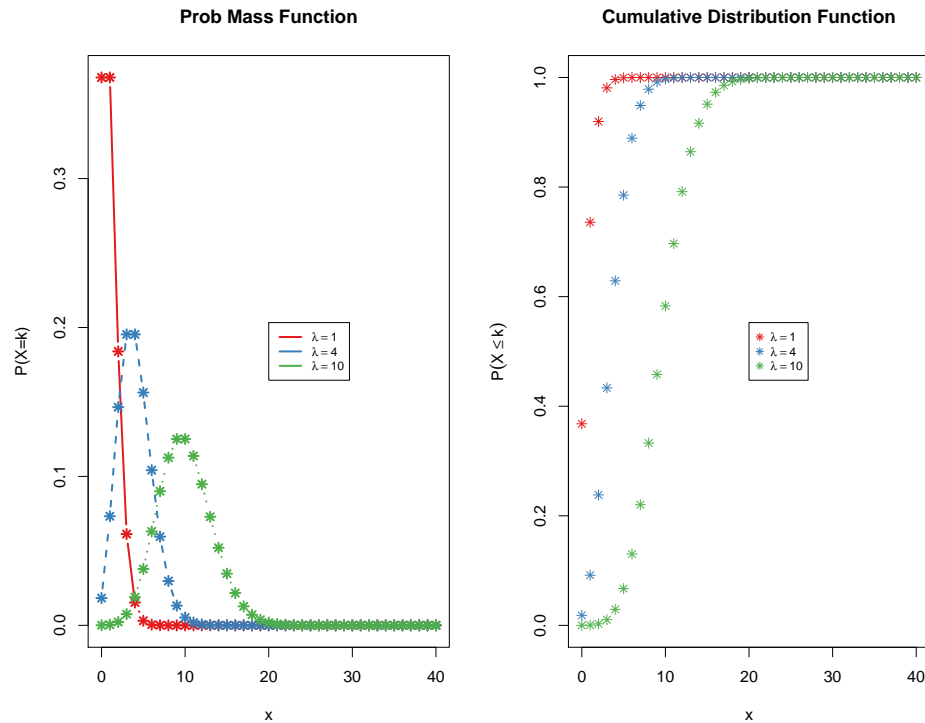 Prob Mass Function
P(X=k)
0.3
0.2
0.1
0.0
λ = 1
λ = 4
λ = 10
0 10 20 30 40
x
Cumulative Distribution Function
P(X ≤ k)
1.0
0.8
0.6
0.4
0.2
0.0
λ = 1
λ = 4
λ = 10
0 10 20 30 40
x